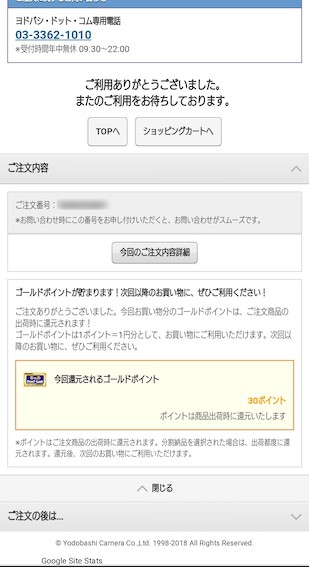 ヨドバシ・ドット・コム専用電話
03-3362-1010
※受付時間年中無休 09:30〜22:00
ご利用ありがとうございました。
またのご利用をお待ちしております。
TOPへ
ショッピングカートへ
ご注文内容
ご注文番号：
※お問い合わせ時にこの番号をお申し付けいただくと、お問い合わせがスムーズです。
今回のご注文内容詳細
ゴールドポイントが貯まります！次回以降のお買い物に、ぜひご利用ください！
ご注文ありがとうございます。今回お買い物分のゴールドポイントは、ご注文商品の
出荷時に還元されます！
ゴールドポイントは1ポイント＝1円分として、お買い物にご利用いただけます。次回以
降のお買い物に、ぜひご利用ください。
今回還元されるゴールドポイント
30ポイント
ポイントは商品出荷時に還元いたします
※ポイントはご注文商品の出荷時に還元されます。分割納品を選択された場合は、出荷都度に還
元されます。還元後、次回のお買い物にご利用いただけます。
閉じる
ご注文の後は...
© Yodobashi Camera Co.,Ltd. 1998-2018 All Rights Reserved.
Google Site Stats